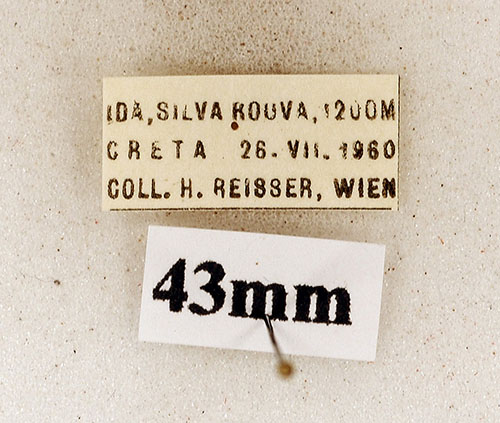 IDA, SILVA ROUVA, 1200M
CRETA 26. VII. 1960
COLL. H. REISSER, WIEN
43mm